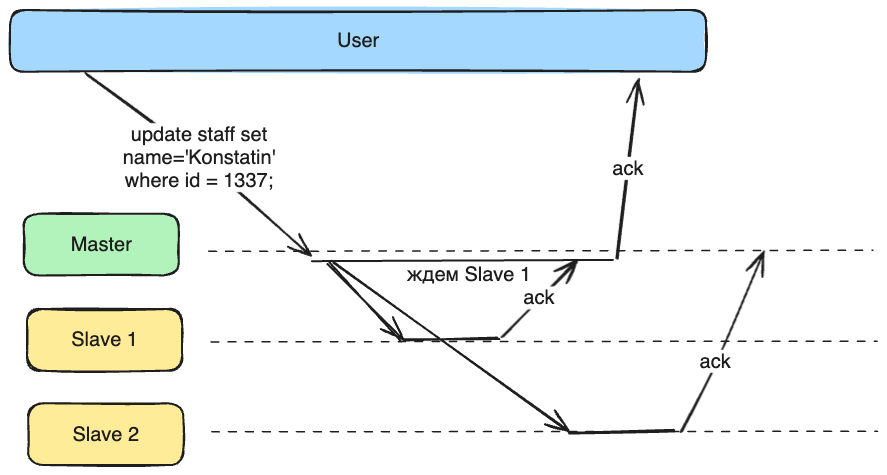 User
update staff set
name='Konstatin'
where id = 1337;
ack
Master
ждем Slave 1
ack
Slave 1
ack
Slave 2